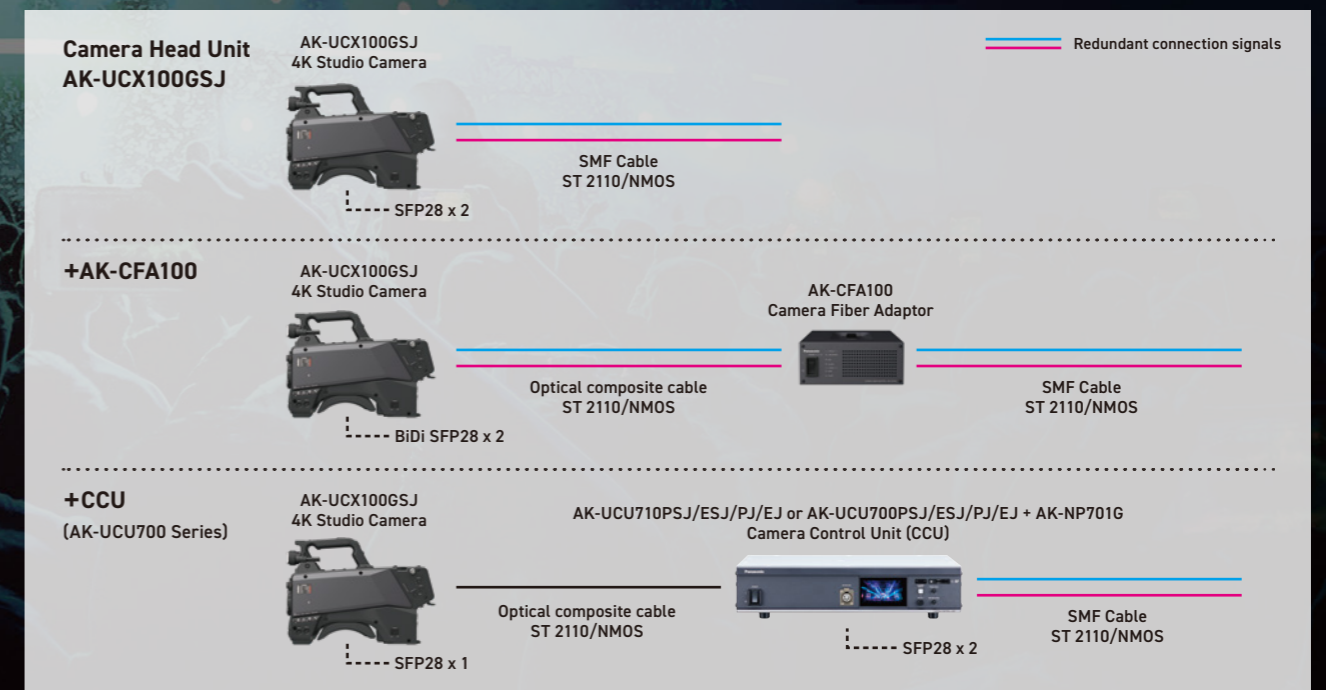 Camera Head Unit
AK-UCX100GSJ
AK-UCX100GSJ
4K Studio Camera
Redundant connection signals
SMF Cable
ST 2110/NMOS
SFP28 x 2
+AK-CFA100
AK-UCX100GSJ
4K Studio Camera
AK-CFA100
Camera Fiber Adaptor
Optical composite cable
ST 2110/NMOS
SMF Cable
ST 2110/NMOS
BiDi SFP28 x 2
+CCU
(AK-UCU700 Series)
AK-UCX100GSJ
4K Studio Camera
AK-UCU710PSJ/ESJ/PJ/EJ or AK-UCU700PSJ/ESJ/PJ/EJ + AK-NP701G
Camera Control Unit (CCU)
Panasonic
Optical composite cable
ST 2110/NMOS
SMF Cable
ST 2110/NMOS
SFP28 x 1
SFP28 x 2